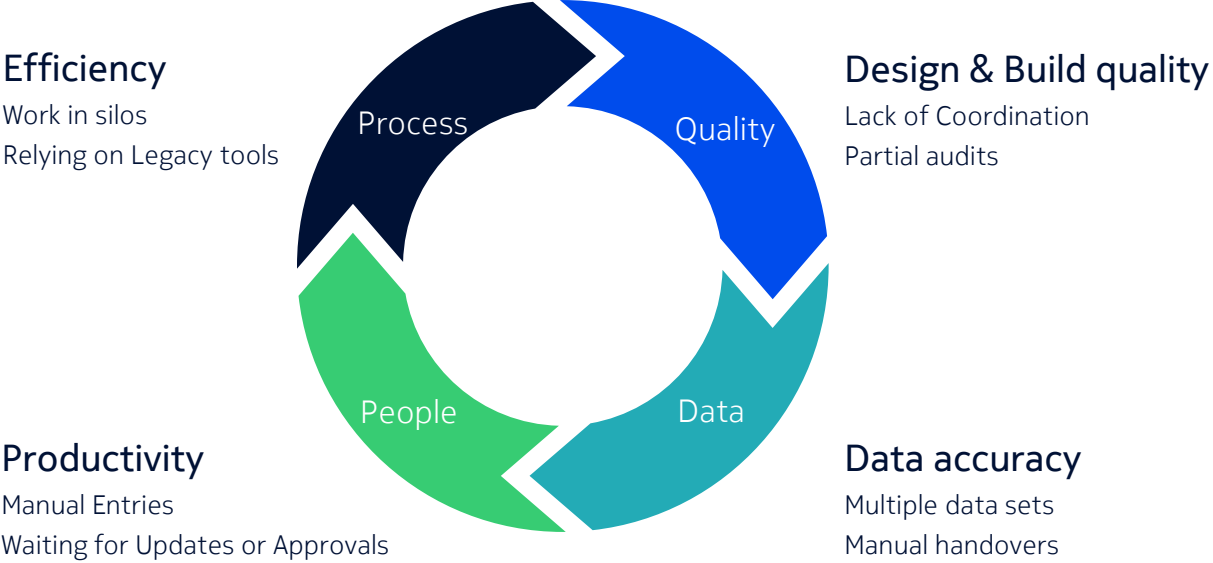 Efficiency
Work in silos
Relying on Legacy tools
Process
Quality
Design & Build quality
Lack of Coordination
Partial audits
People
Data
Productivity
Manual Entries
Waiting for Updates or Approvals
Data accuracy
Multiple data sets
Manual handovers